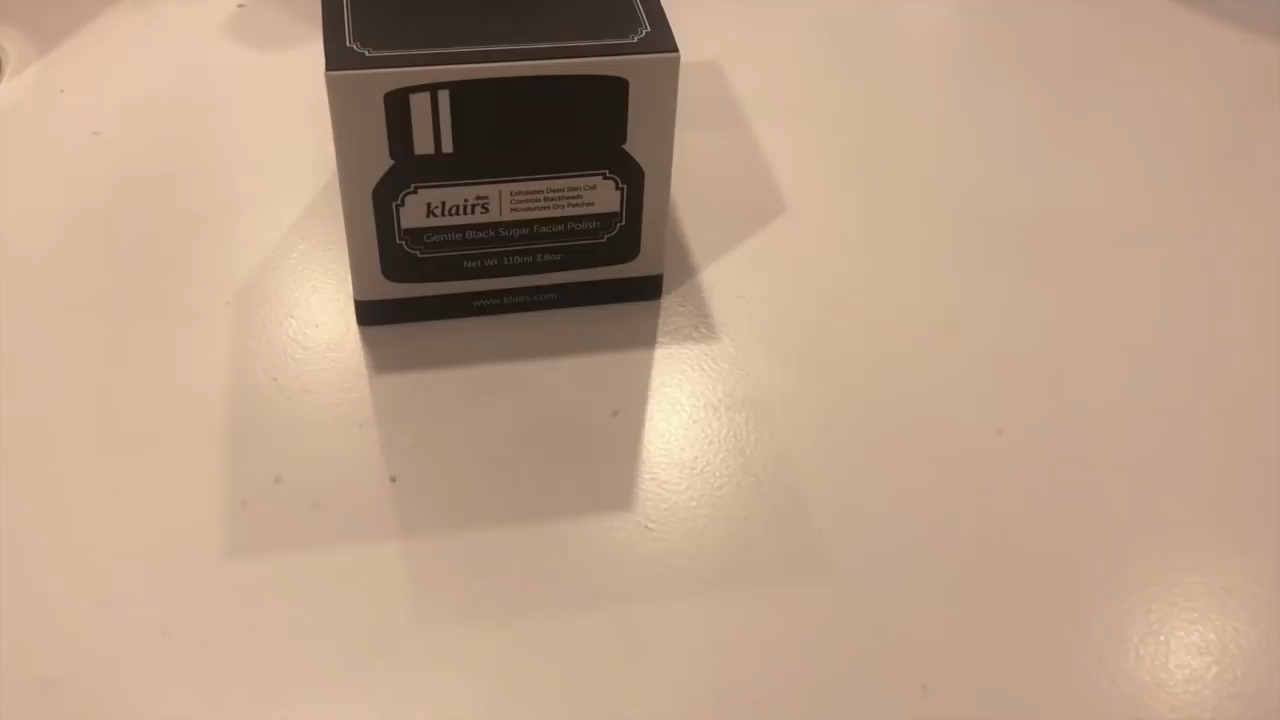 dear
klairs
Exfoliates Dead Skin Cell
Controls Blackheads
Moisturizes Dry Patches
Gentle Black Sugar Facial Polish
Net Wt. 110ml 3.8oz
www.klairs.com